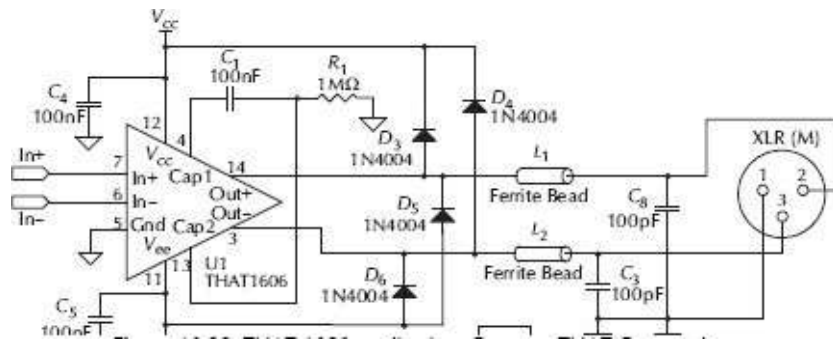 Vcc
C1
100nF
R1
1MΩ
C4
100nF
D4
1N4004
12
4
D3
1N4004
L1
XLR (M)
In+
7
Vcc
In+
Cap1
14
Out+
Ferrite Bead
1
2
In-
6
In-
Out-
D5
1N4004
C8
100pF
3
5
Gnd
Cap2
3
L2
Vee
13
U1
THAT1606
D6
1N4004
Ferrite Bead
C3
100pF
11
C5
100nF